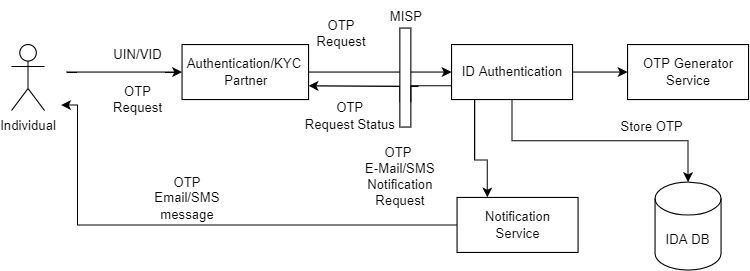 MISP
OTP
Request
UIN/VID
Authentication/KYC
Partner
ID Authentication
OTP Generator
Service
OTP
Request
Individual
OTP
Request Status
Store OTP
OTP
E-Mail/SMS
Notification
Request
OTP
Email/SMS
message
Notification
Service
IDA DB